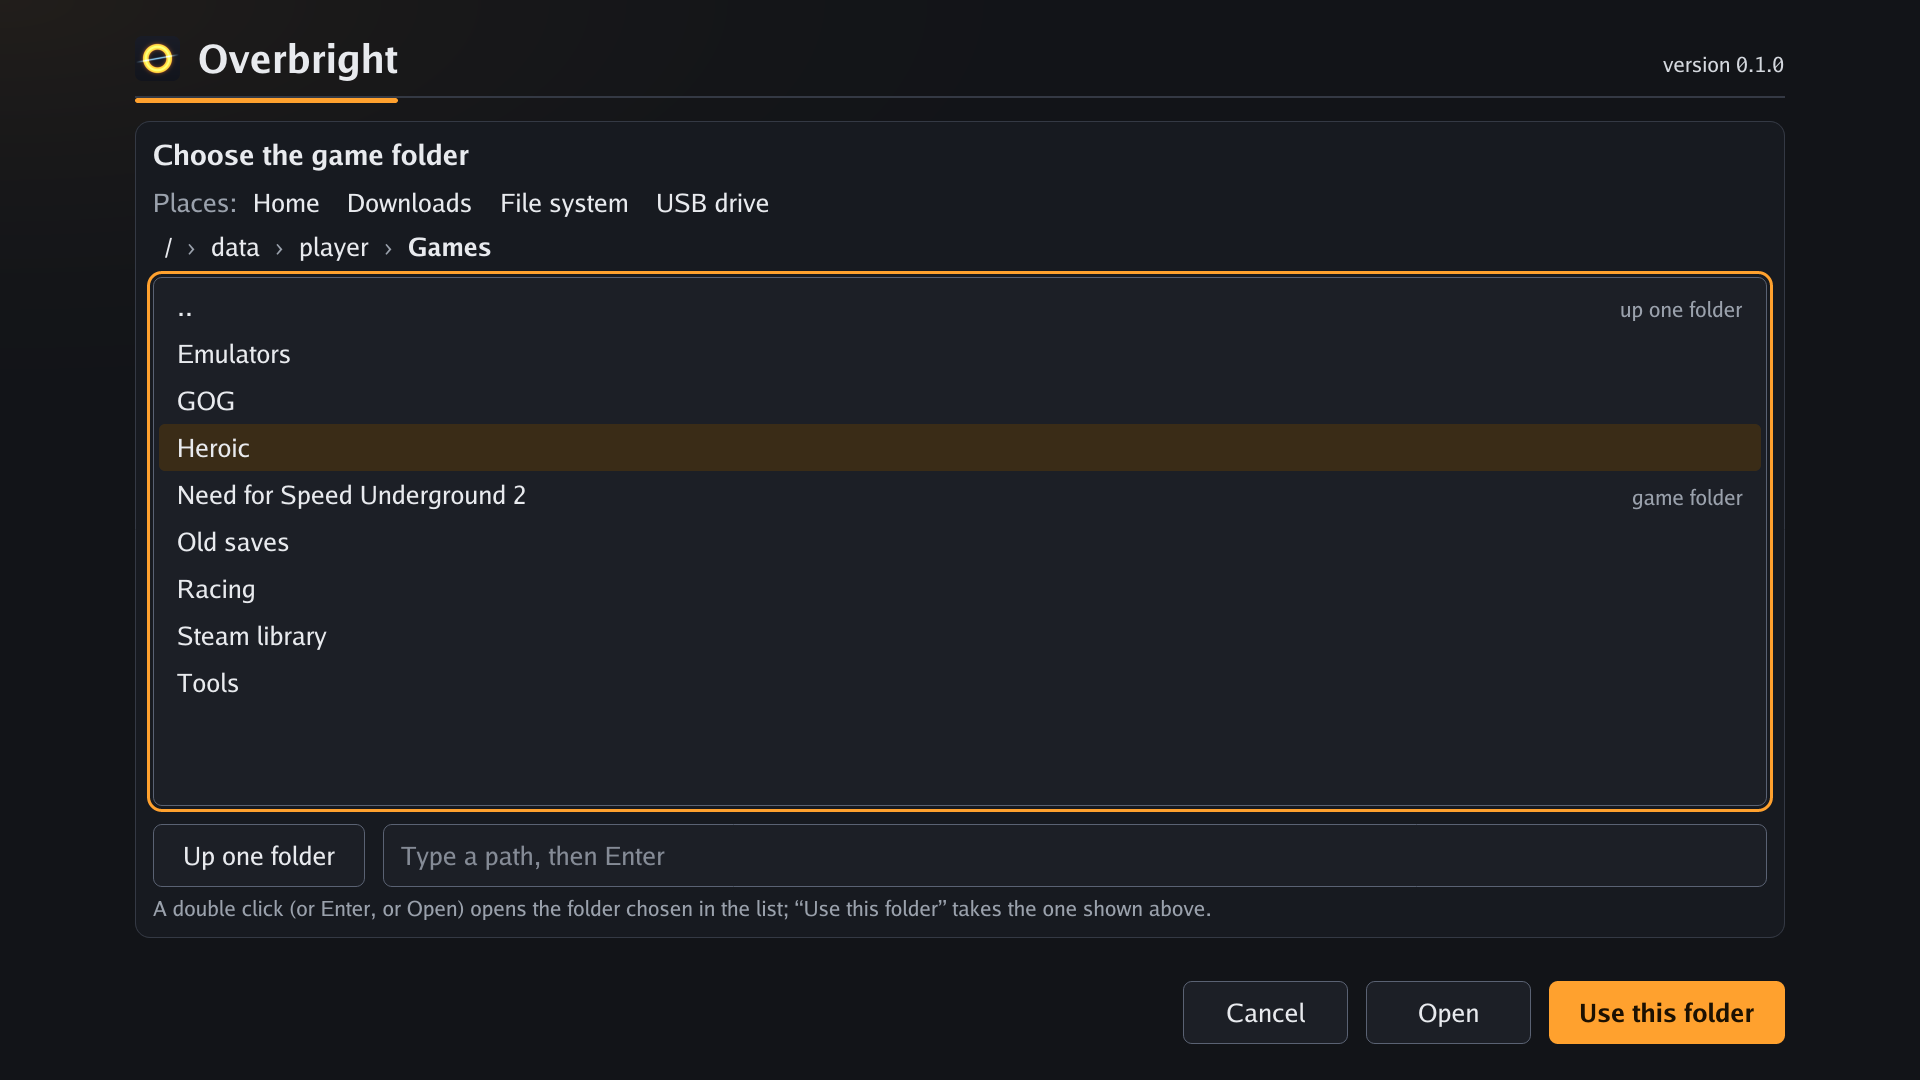 Overbright
version 0.1.0
Choose the game folder
Places: Home Downloads File system USB drive
/ › data › player › Games
.. up one folder
Emulators
GOG
Heroic
Need for Speed Underground 2 game folder
Old saves
Racing
Steam library
Tools
Up one folder Type a path, then Enter
A double click (or Enter, or Open) opens the folder chosen in the list; “Use this folder” takes the one shown above.
Cancel Open Use this folder